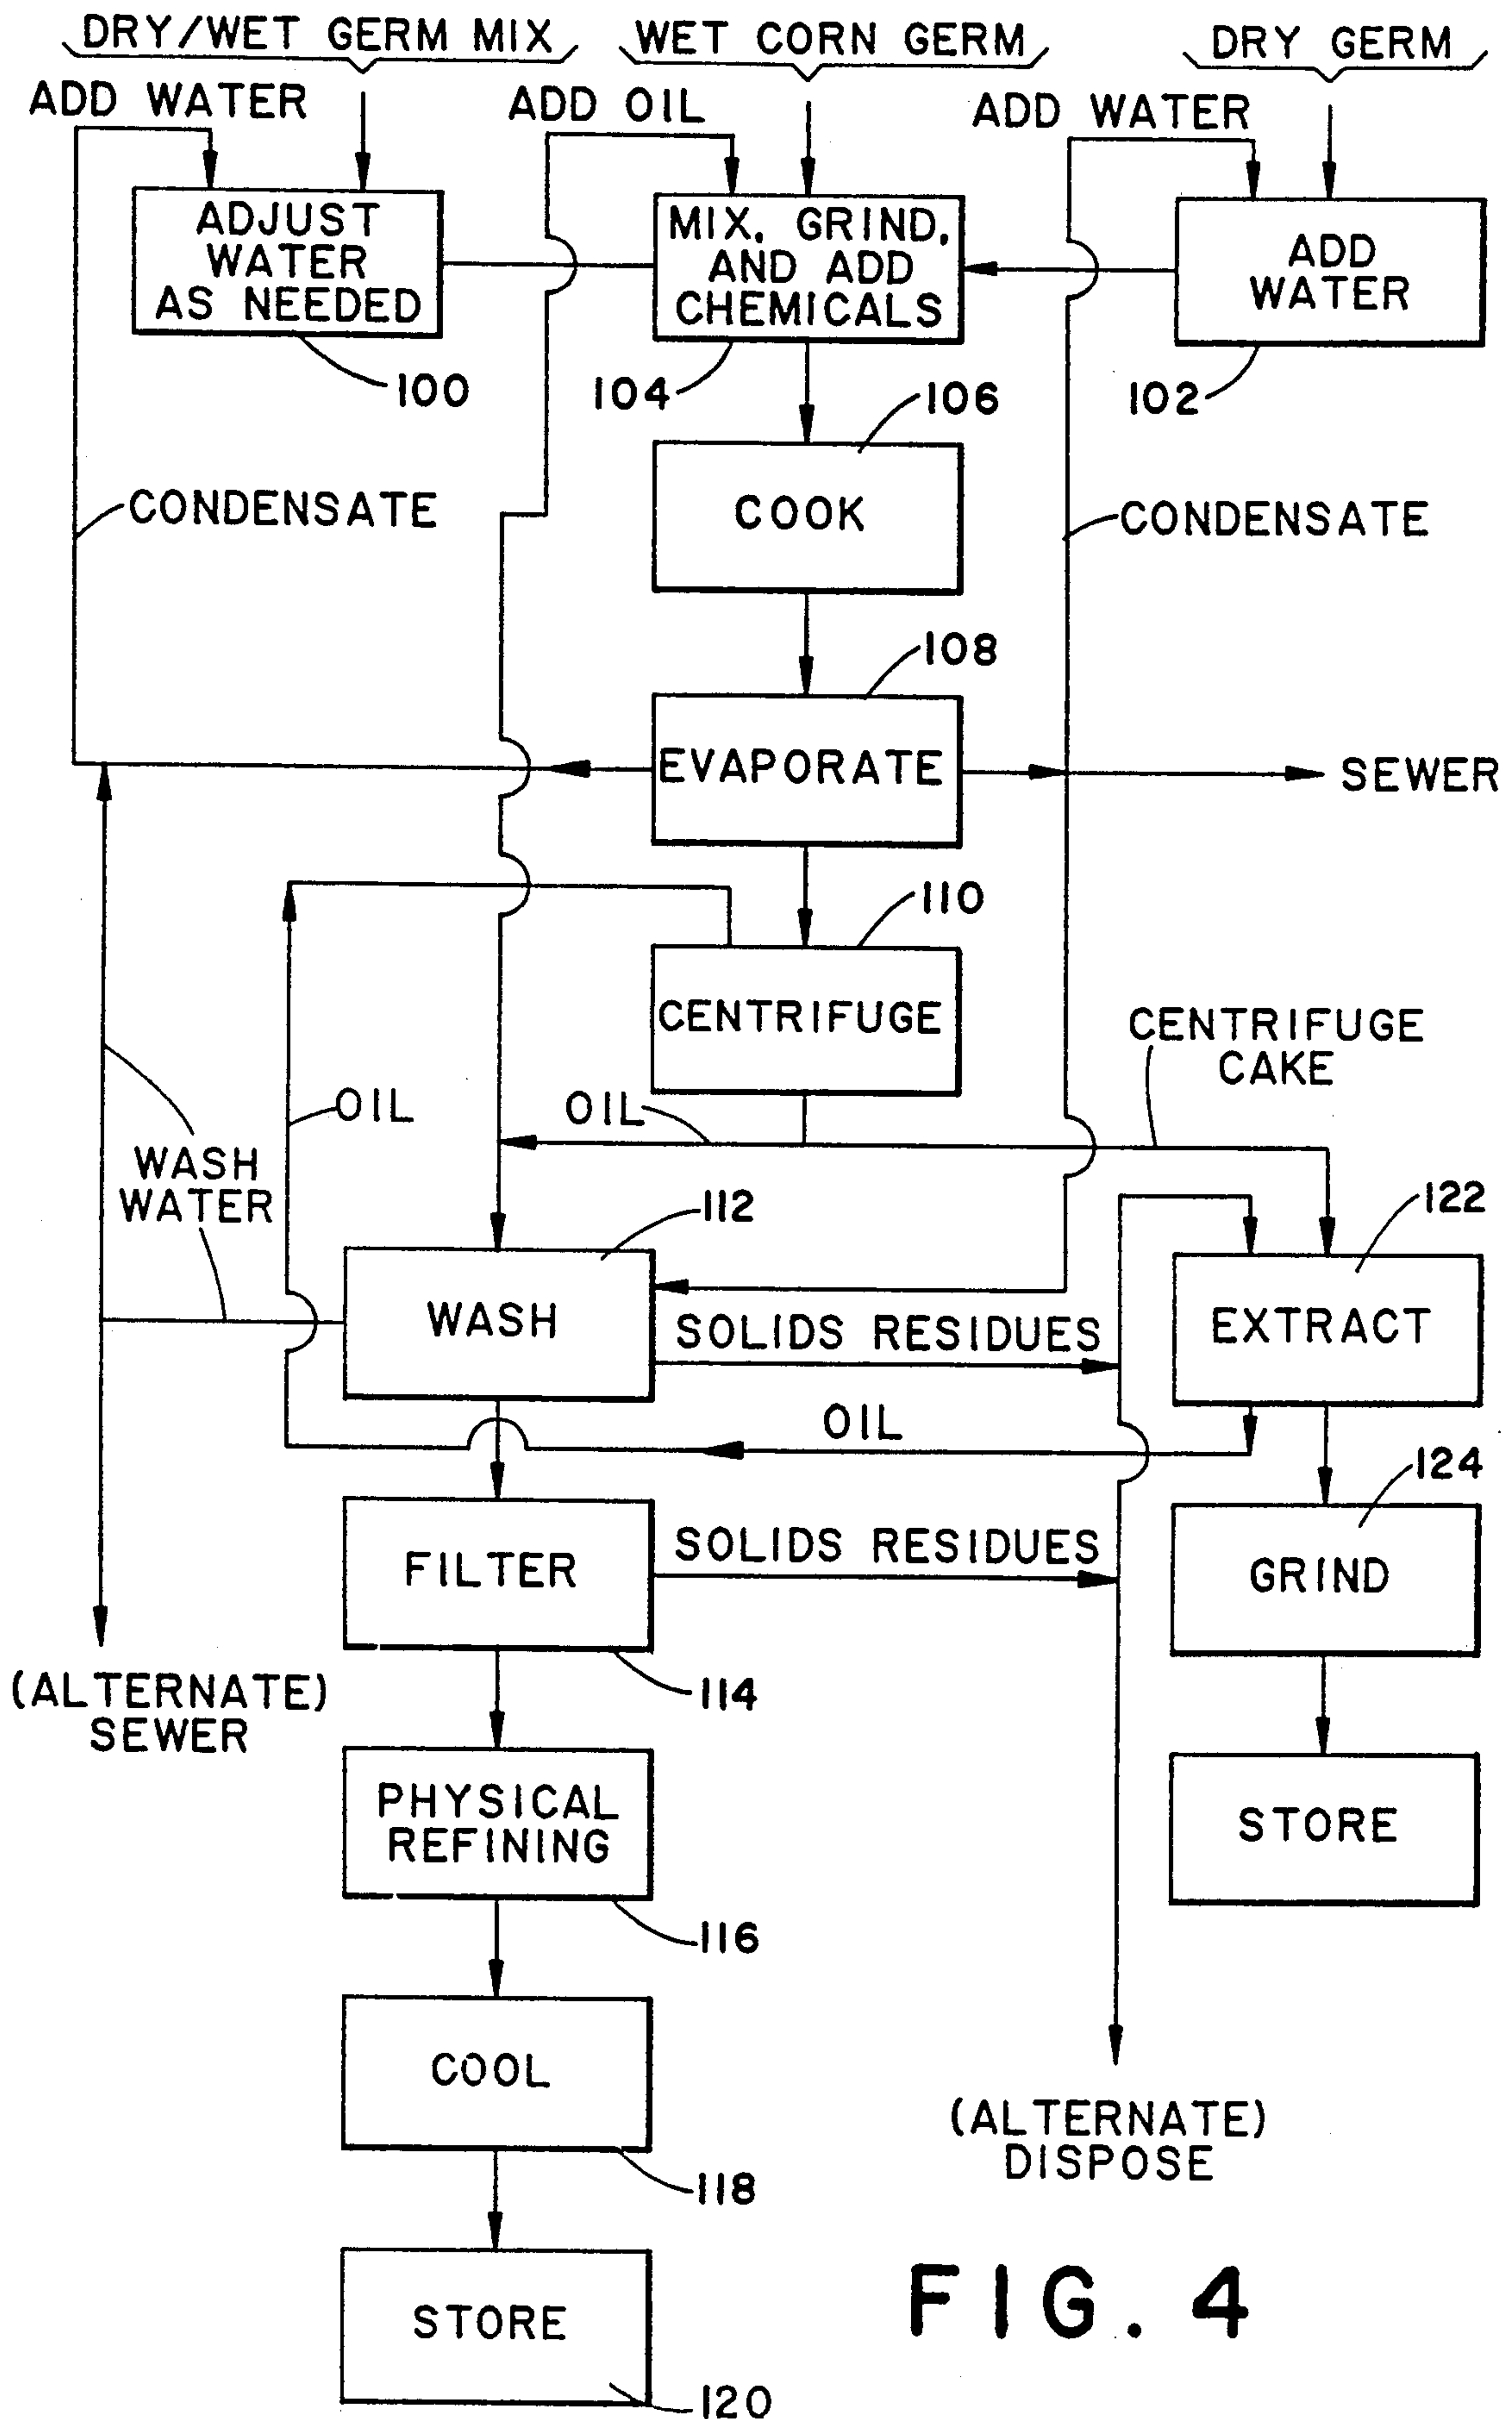 DRY/WET GERM MIX
WET CORN GERM
DRY GERM
ADD WATER
ADD OIL
ADD WATER
ADJUST
WATER
AS NEEDED
MIX, GRIND,
AND ADD
CHEMICALS
ADD
WATER
100
104
102
106
CONDENSATE
COOK
CONDENSATE
108
EVAPORATE
SEWER
110
CENTRIFUGE
CENTRIFUGE
CAKE
OIL
OIL
WASH
WATER
112
122
WASH
SOLIDS RESIDUES
EXTRACT
OIL
124
FILTER
SOLIDS RESIDUES
GRIND
114
(ALTERNATE)
SEWER
PHYSICAL
REFINING
STORE
116
COOL
(ALTERNATE)
DISPOSE
118
STORE
FIG. 4
120